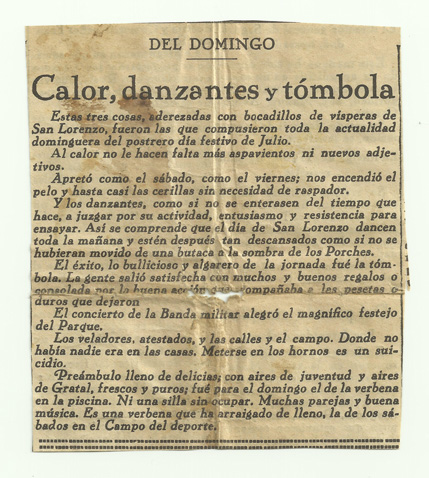 DEL DOMINGO
Calor, danzantes y tómbola
Estas tres cosas, aderezadas con bocadillos de vísperas de
San Lorenzo, fueron las que compusieron toda la actualidad
dominguera del postrero día festivo de Julio.
Al calor no le hacen falta más aspavientos ni nuevos adje-
tivos.
Apretó como el sábado, como el viernes; nos encendió el
pelo y hasta casi las cerillas sin necesidad de raspador.
Y los danzantes, como si no se enterasen del tiempo que
hace, a juzgar por su actividad, entusiasmo y resistencia para
ensayar. Así se comprende que el día de San Lorenzo dancen
toda la mañana y estén después tan descansados como si no se
hubieran movido de una butaca a la sombra de los Porches.
El éxito, lo bullicioso y algarero de la jornada fué la tóm-
bola. La gente salió satisfecha con muchos y buenos regalos o
consolada por la buena acción que acompañaba a las pesetas o
duros que dejaron
El concierto de la Banda militar alegró el magnífico festejo
del Parque.
Los veladores, atestados, y las calles y el campo. Donde no
había nadie era en las casas. Meterse en los hornos es un sui-
cidio.
Preámbulo lleno de delicias; con aires de juventud y aires
de Gratal, frescos y puros; fué para el domingo el de la verbena
en la piscina. Ni una silla sin ocupar. Muchas parejas y buena
música. Es una verbena que ha arraigado de lleno, la de los sá-
bados en el Campo del deporte.